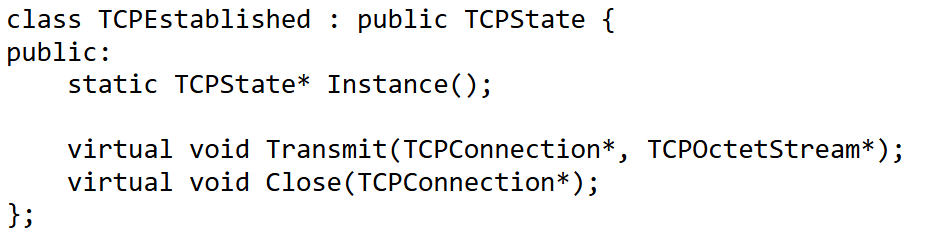 class TCPEstablished : public TCPState {
public:
    static TCPState* Instance();

    virtual void Transmit(TCPConnection*, TCPOctetStream*);
    virtual void Close(TCPConnection*);
};